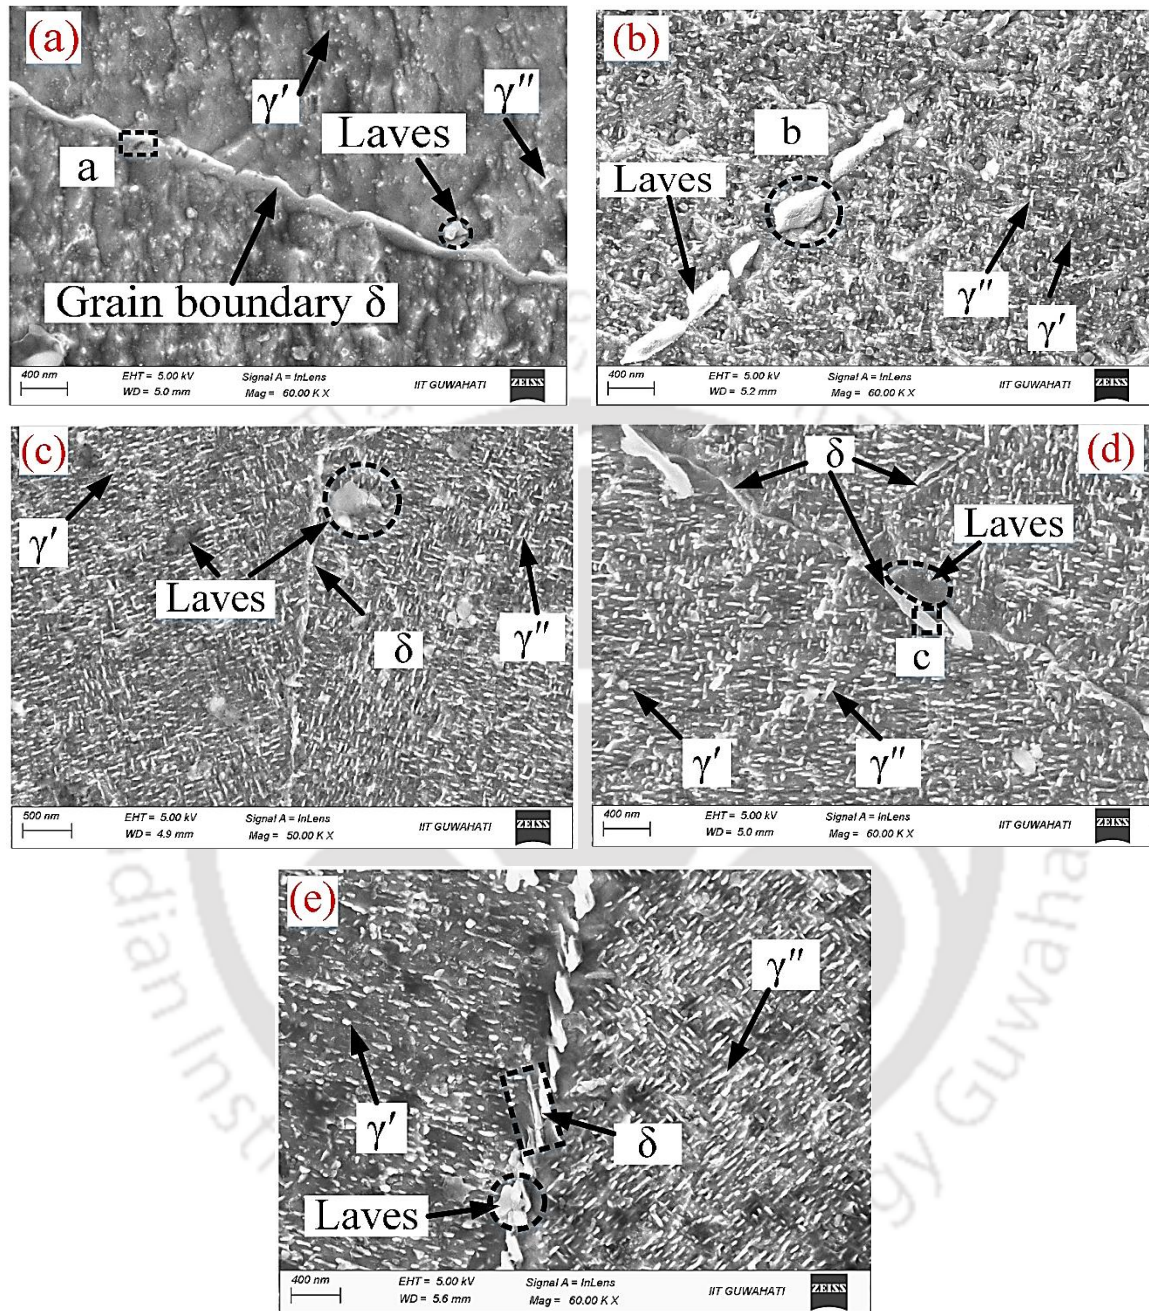 (a)
γ′
γ″
Laves
a
Grain boundary δ
400 nm
EHT = 5.00 kV
WD = 5.0 mm
Signal A = InLens
Mag = 60.00 K X
IIT GUWAHATI
ZEISS
(b)
b
Laves
γ″
γ′
400 nm
EHT = 5.00 kV
WD = 5.2 mm
Signal A = InLens
Mag = 60.00 K X
IIT GUWAHATI
ZEISS
(c)
γ′
Laves
γ″
δ
500 nm
EHT = 5.00 kV
WD = 4.9 mm
Signal A = InLens
Mag = 50.00 K X
IIT GUWAHATI
ZEISS
(d)
δ
Laves
c
γ′
γ″
400 nm
EHT = 5.00 kV
WD = 5.0 mm
Signal A = InLens
Mag = 60.00 K X
IIT GUWAHATI
ZEISS
(e)
γ″
γ′
δ
Laves
400 nm
EHT = 5.00 kV
WD = 5.6 mm
Signal A = InLens
Mag = 60.00 K X
IIT GUWAHATI
ZEISS
dian Inst
gy Guwaha